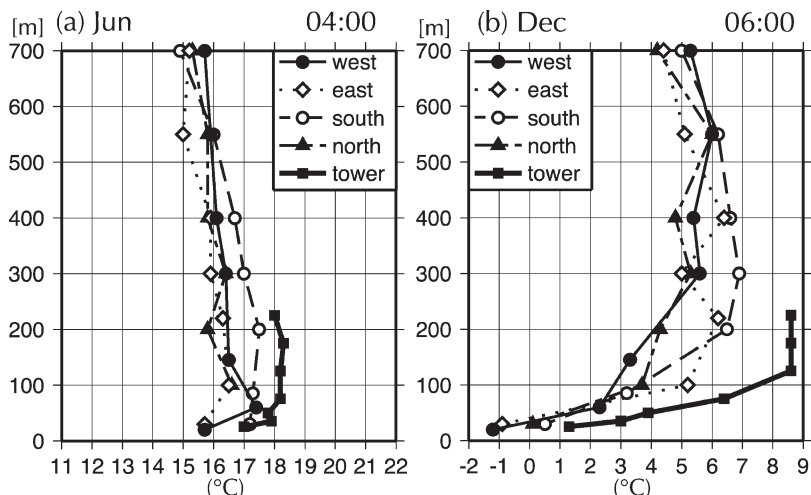 [m] (a) Jun 04:00 [m] (b) Dec 06:00
700 700
west west
600 east 600 east
south south
500 north 500 north
tower tower
400 400
300 300
200 200
100 100
0 0
11 12 13 14 15 16 17 18 19 20 21 22 -2 -1 0 1 2 3 4 5 6 7 8 9
(°C) (°C)